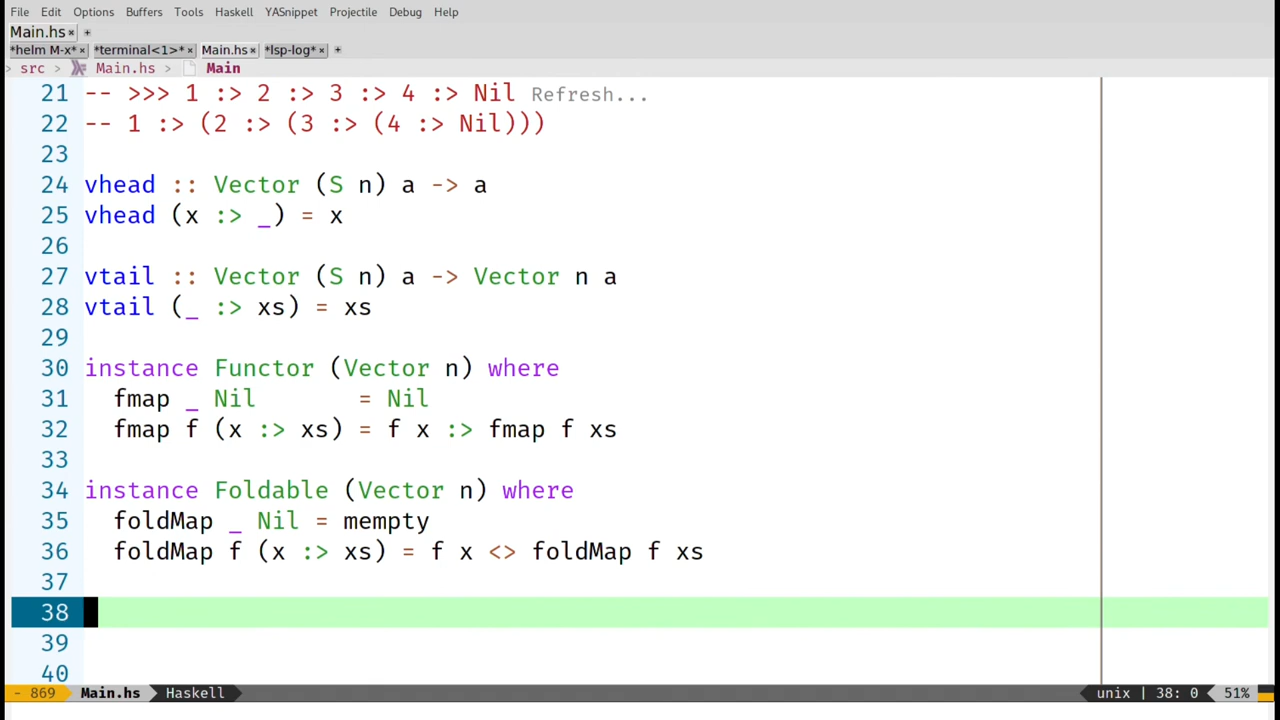 File Edit Options Buffers Tools Haskell YASnippet Projectile Debug Help
Main.hs× +
*helm M-x*× *terminal<1>*× Main.hs× *lsp-log*× +
> src > Main.hs > Main
21 -- >>> 1 :> 2 :> 3 :> 4 :> Nil Refresh...
22 -- 1 :> (2 :> (3 :> (4 :> Nil)))
23
24 vhead :: Vector (S n) a -> a
25 vhead (x :> _) = x
26
27 vtail :: Vector (S n) a -> Vector n a
28 vtail (_ :> xs) = xs
29
30 instance Functor (Vector n) where
31   fmap _ Nil       = Nil
32   fmap f (x :> xs) = f x :> fmap f xs
33
34 instance Foldable (Vector n) where
35   foldMap _ Nil = mempty
36   foldMap f (x :> xs) = f x <> foldMap f xs
37
38
39
40
- 869 Main.hs Haskell unix | 38: 0 51%